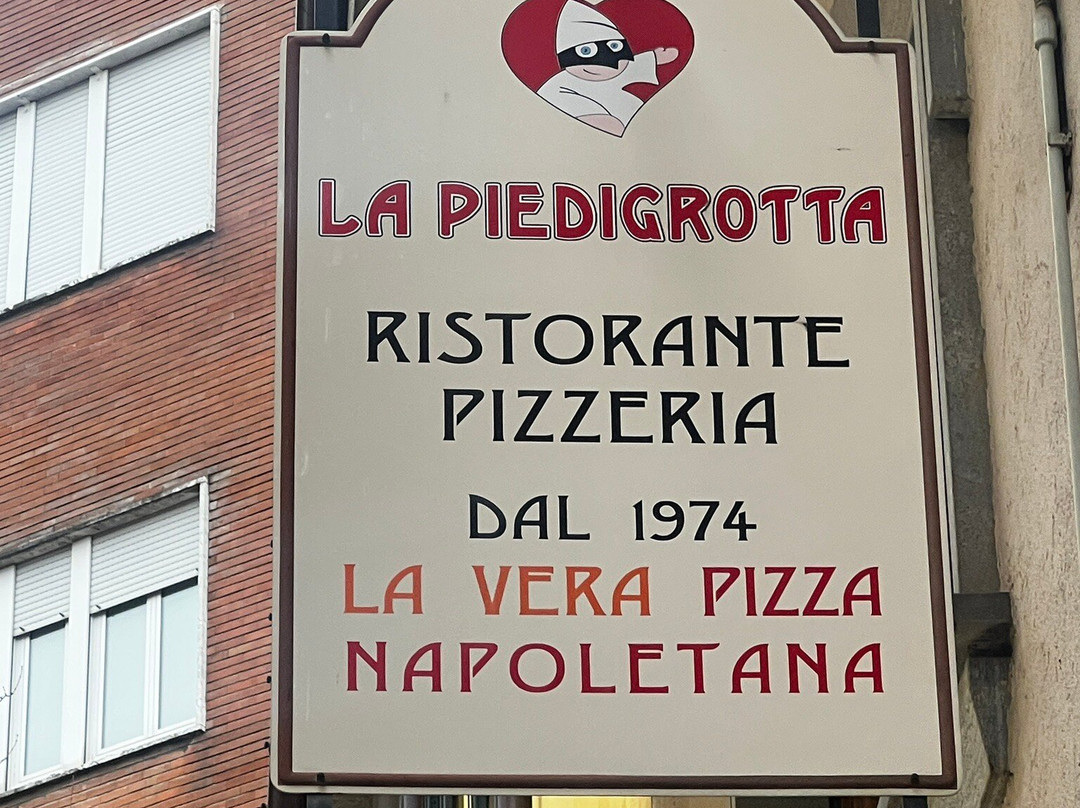 LA PIEDIGROTTA
RISTORANTE
PIZZERIA
DAL 1974
LA VERA PIZZA
NAPOLETANA